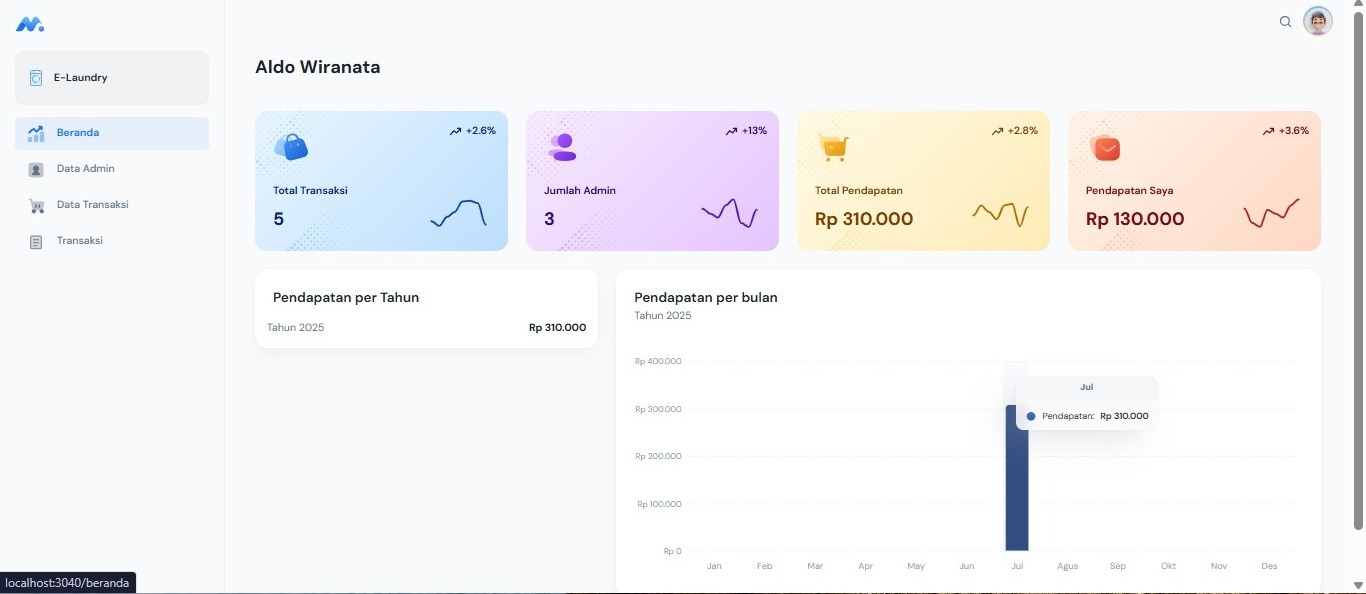 E-Laundry
Beranda
Data Admin
Data Transaksi
Transaksi
Aldo Wiranata
+2.6%
Total Transaksi
5
+13%
Jumlah Admin
3
+2.8%
Total Pendapatan
Rp 310.000
+3.6%
Pendapatan Saya
Rp 130.000
Pendapatan per Tahun
Tahun 2025 Rp 310.000
Pendapatan per bulan
Tahun 2025
Rp 400.000
Rp 300.000
Rp 200.000
Rp 100.000
Rp 0
Jul
Pendapatan: Rp 310.000
Jan Feb Mar Apr May Jun Jul Agus Sep Okt Nov Des
localhost:3040/beranda